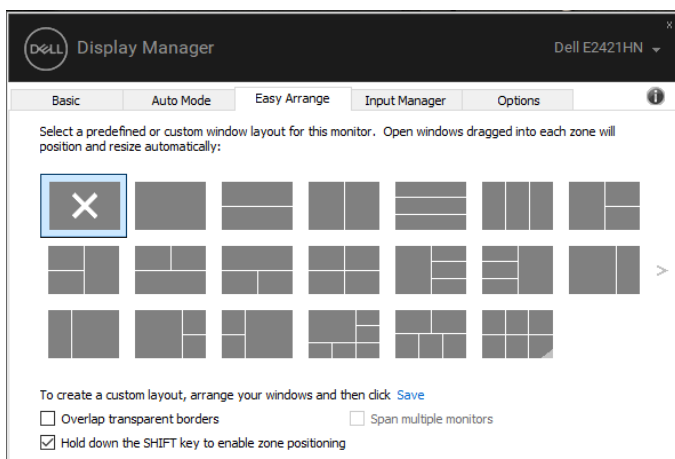 DELL Display Manager Dell E2421HN
Basic Auto Mode Easy Arrange Input Manager Options
Select a predefined or custom window layout for this monitor. Open windows dragged into each zone will
position and resize automatically:
To create a custom layout, arrange your windows and then click Save
Overlap transparent borders Span multiple monitors
Hold down the SHIFT key to enable zone positioning